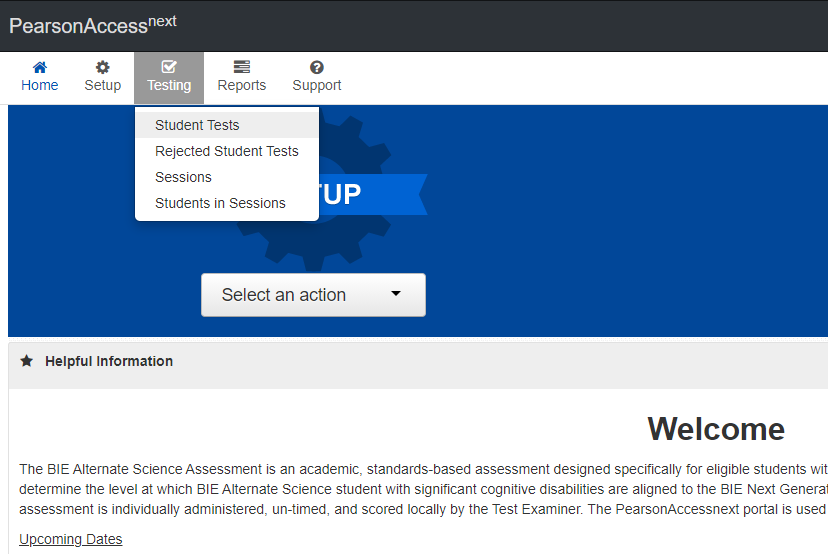 PearsonAccessnext
Home Setup Testing Reports Support
Student Tests
Rejected Student Tests
Sessions
Students in Sessions
TUP
Select an action
Helpful Information
Welcome
The BIE Alternate Science Assessment is an academic, standards-based assessment designed specifically for eligible students
determine the level at which BIE Alternate Science student with significant cognitive disabilities are aligned to the BIE Next
assessment is individually administered, un-timed, and scored locally by the Test Examiner. The PearsonAccessnext portal is used
Upcoming Dates